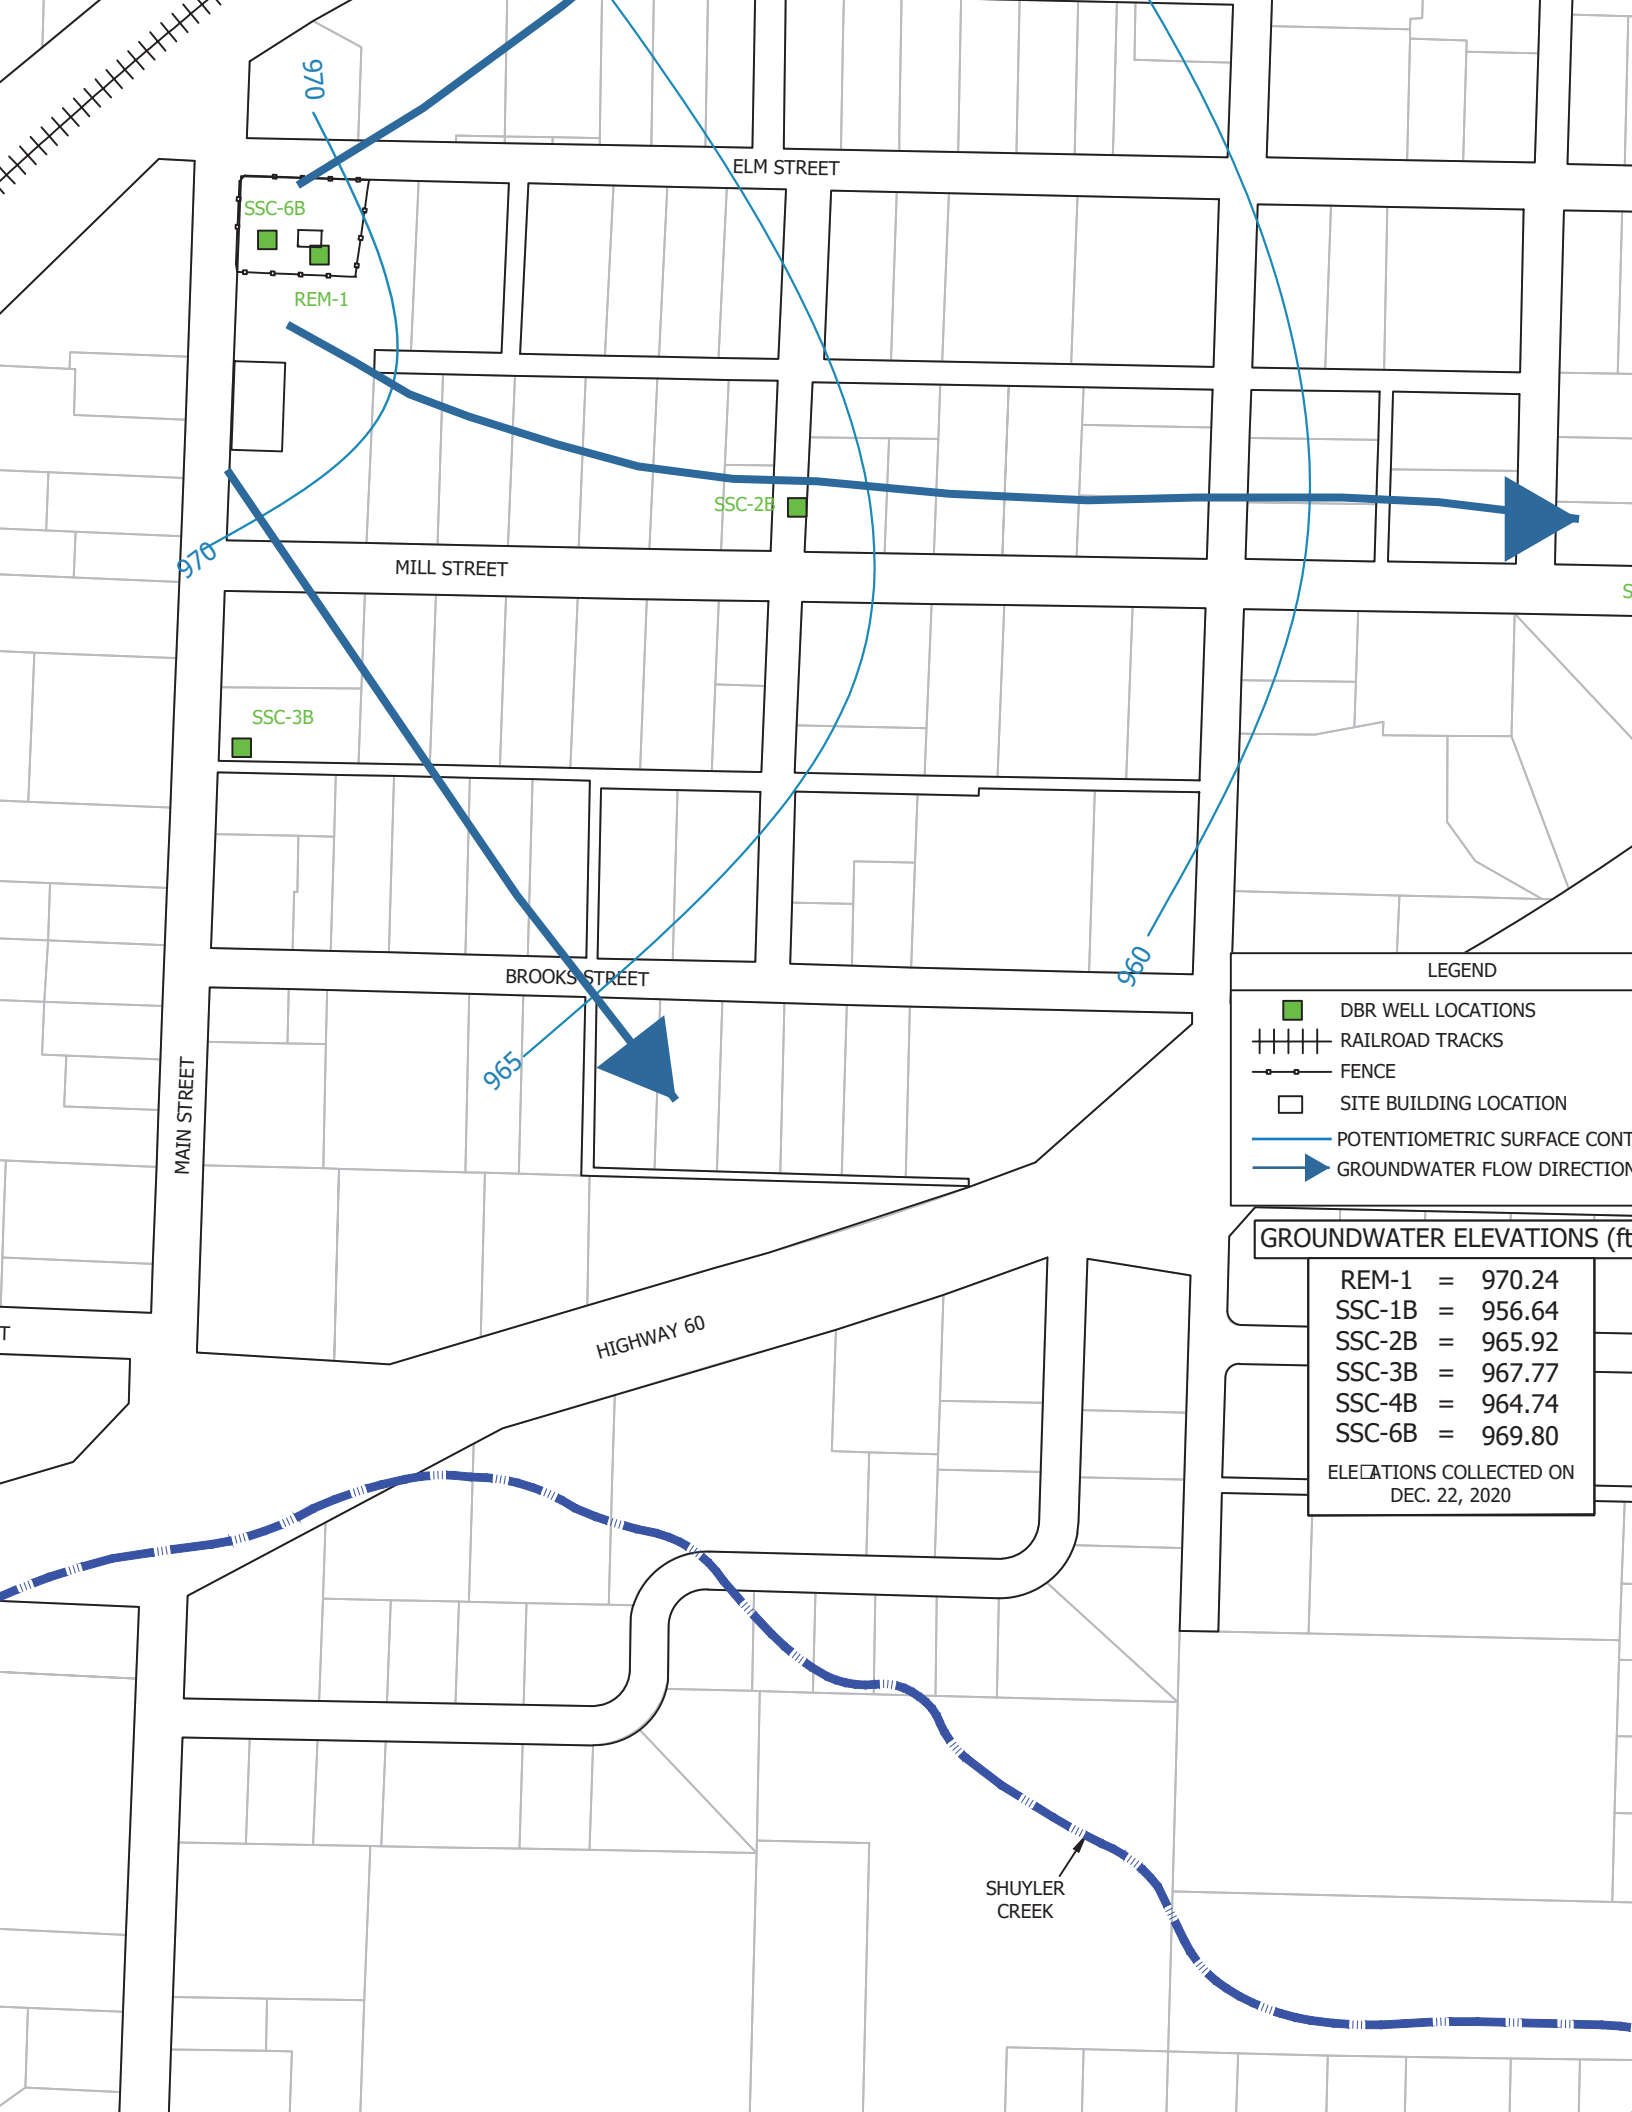 970
ELM STREET
SSC-6B
REM-1
SSC-2B
970
MILL STREET
S
SSC-3B
BROOKS STREET
960
965
MAIN STREET
LEGEND
DBR WELL LOCATIONS
RAILROAD TRACKS
FENCE
SITE BUILDING LOCATION
POTENTIOMETRIC SURFACE CONT
GROUNDWATER FLOW DIRECTION
GROUNDWATER ELEVATIONS (ft
REM-1 = 970.24
SSC-1B = 956.64
SSC-2B = 965.92
SSC-3B = 967.77
SSC-4B = 964.74
SSC-6B = 969.80
ELE□ATIONS COLLECTED ON
DEC. 22, 2020
T
HIGHWAY 60
SHUYLER
CREEK